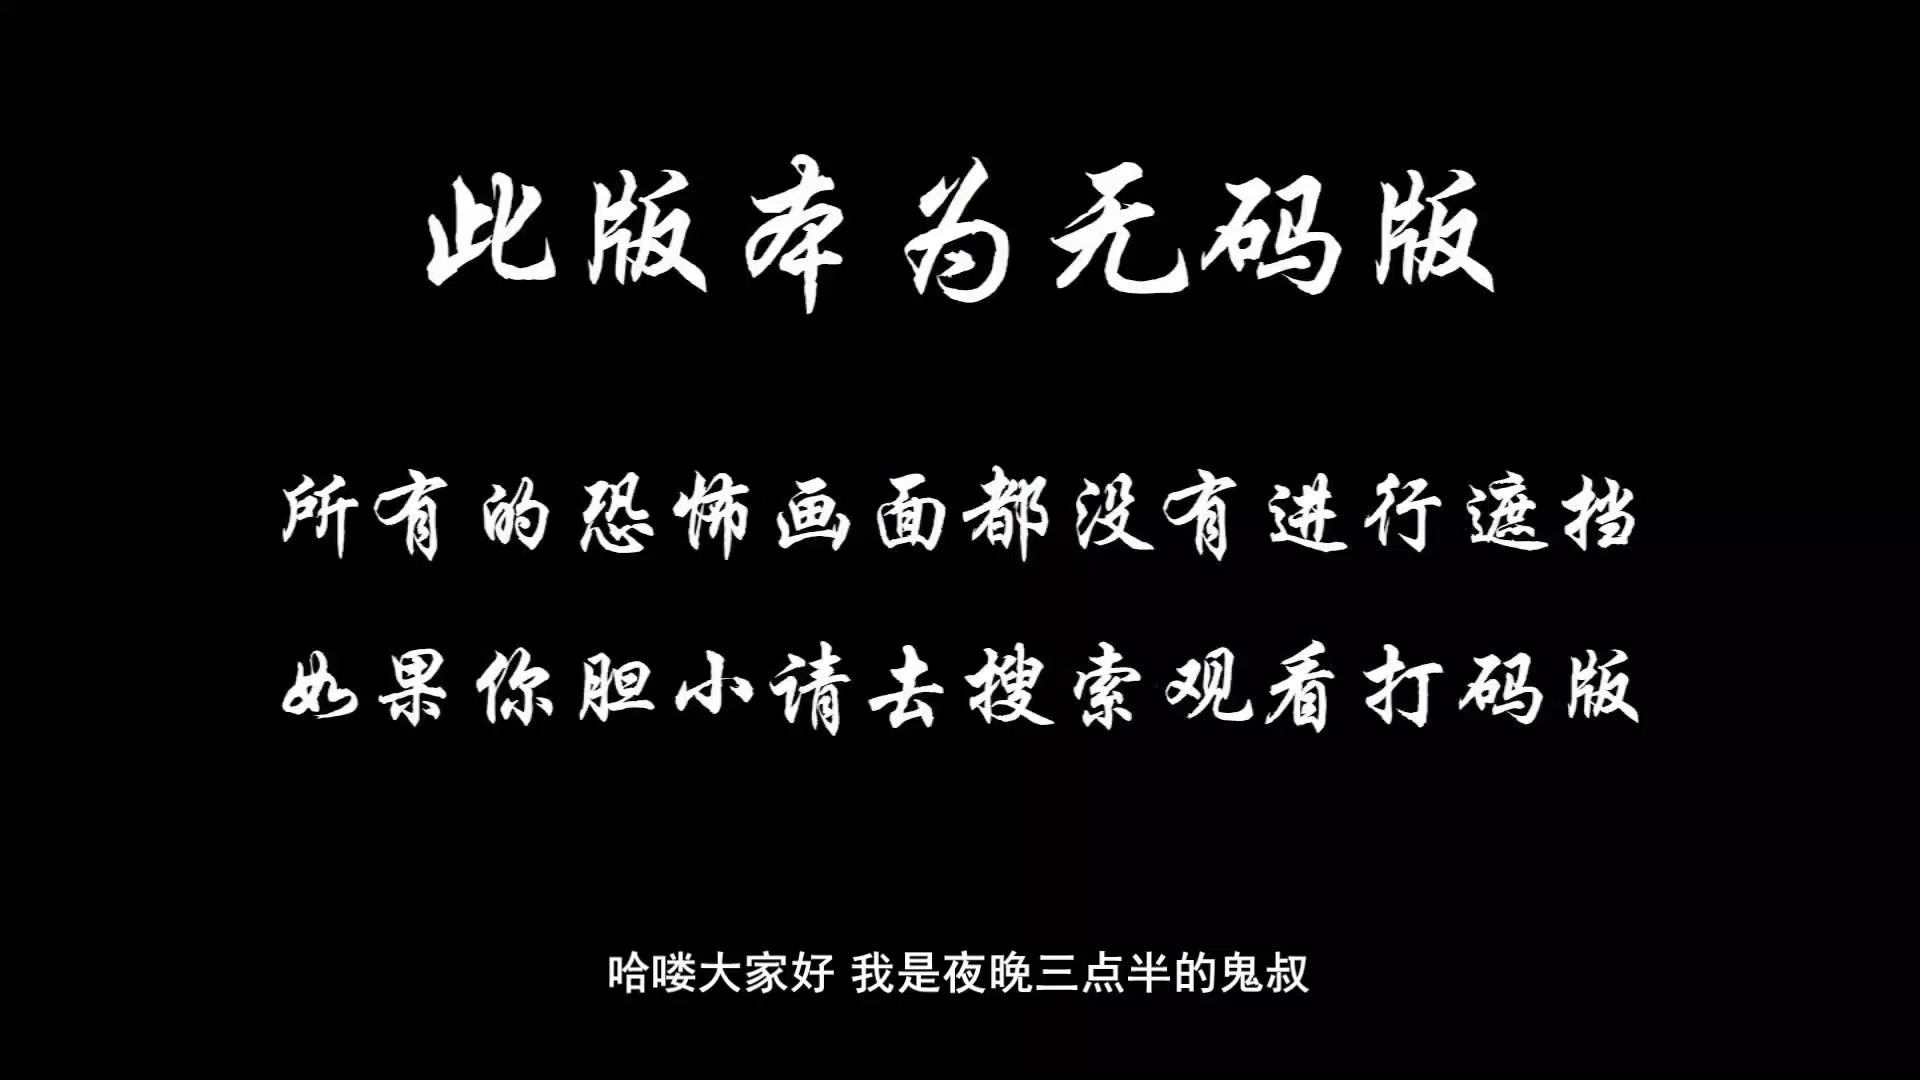 此版本为无码版
所有的恐怖画面都没有进行遮挡
如果你胆小请去搜索观看打码版
哈喽大家好 我是夜晚三点半的鬼叔